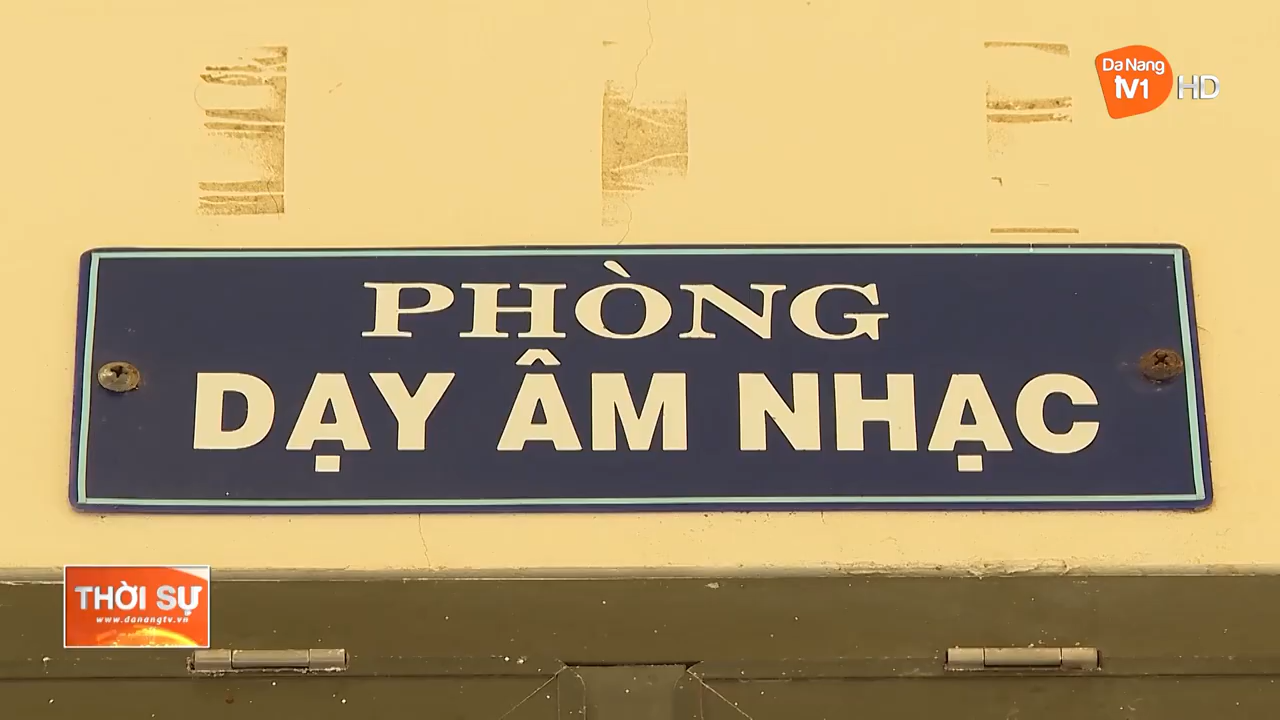 Da Nang
TV1 HD
PHÒNG
DẠY ÂM NHẠC
THỜI SỰ
www.danangtv.vn